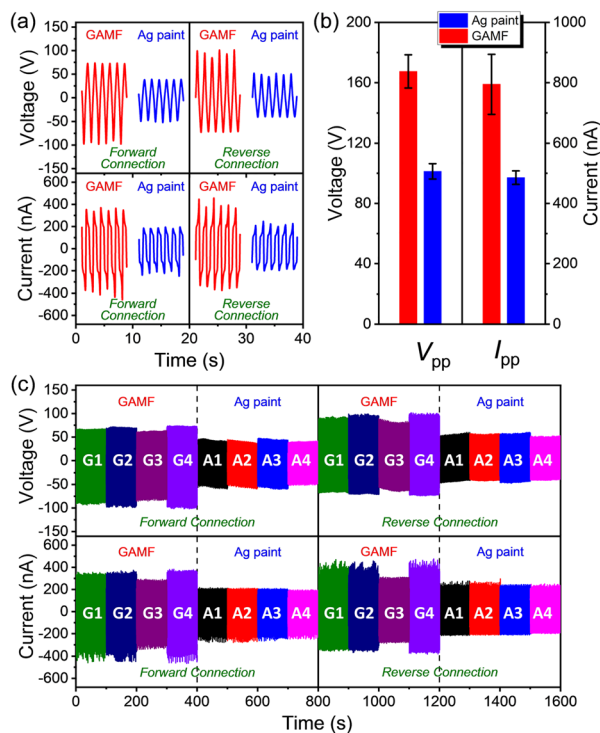 (a)
GAMF Ag paint GAMF Ag paint
Voltage (V)
150
100
50
0
-50
-100
-150
Forward Connection
Reverse Connection
GAMF Ag paint GAMF Ag paint
Current (nA)
600
400
200
0
-200
-400
-600
Forward Connection
Reverse Connection
0 10 20 30 40
Time (s)
(b)
Ag paint
GAMF
Voltage (V)
200
160
120
80
40
0
Current (nA)
1000
800
600
400
200
0
Vpp Ipp
(c)
GAMF Ag paint GAMF Ag paint
Voltage (V)
150
100
50
0
-50
-100
-150
G1 G2 G3 G4 A1 A2 A3 A4 G1 G2 G3 G4 A1 A2 A3 A4
Forward Connection Reverse Connection
GAMF Ag paint GAMF Ag paint
Current (nA)
600
400
200
0
-200
-400
-600
G1 G2 G3 G4 A1 A2 A3 A4 G1 G2 G3 G4 A1 A2 A3 A4
Forward Connection Reverse Connection
0 200 400 600 800 1000 1200 1400 1600
Time (s)